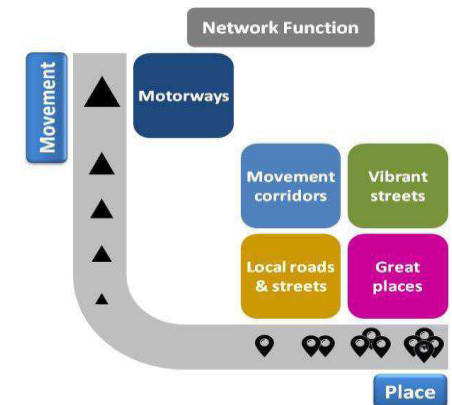 Network Function
Movement
Motorways
Movement
corridors
Vibrant
streets
Local roads
& streets
Great
places
Place